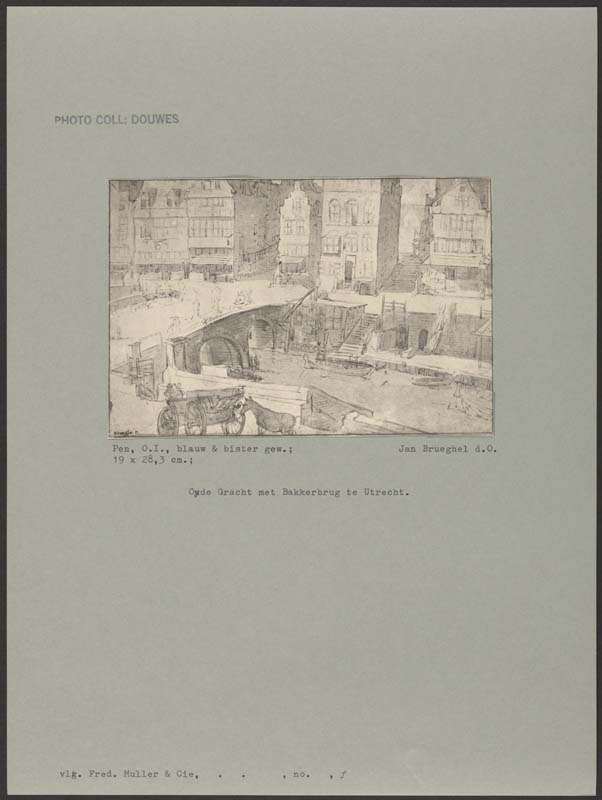 PHOTO COLL: DOUWES
Pen, O.I., blauw & bister gew.; Jan Brueghel d.O.
19 x 28,3 cm.;
Oude Gracht met Bakkerbrug te Utrecht.
vlg. Fred. Muller & Cie, . . , no. , f